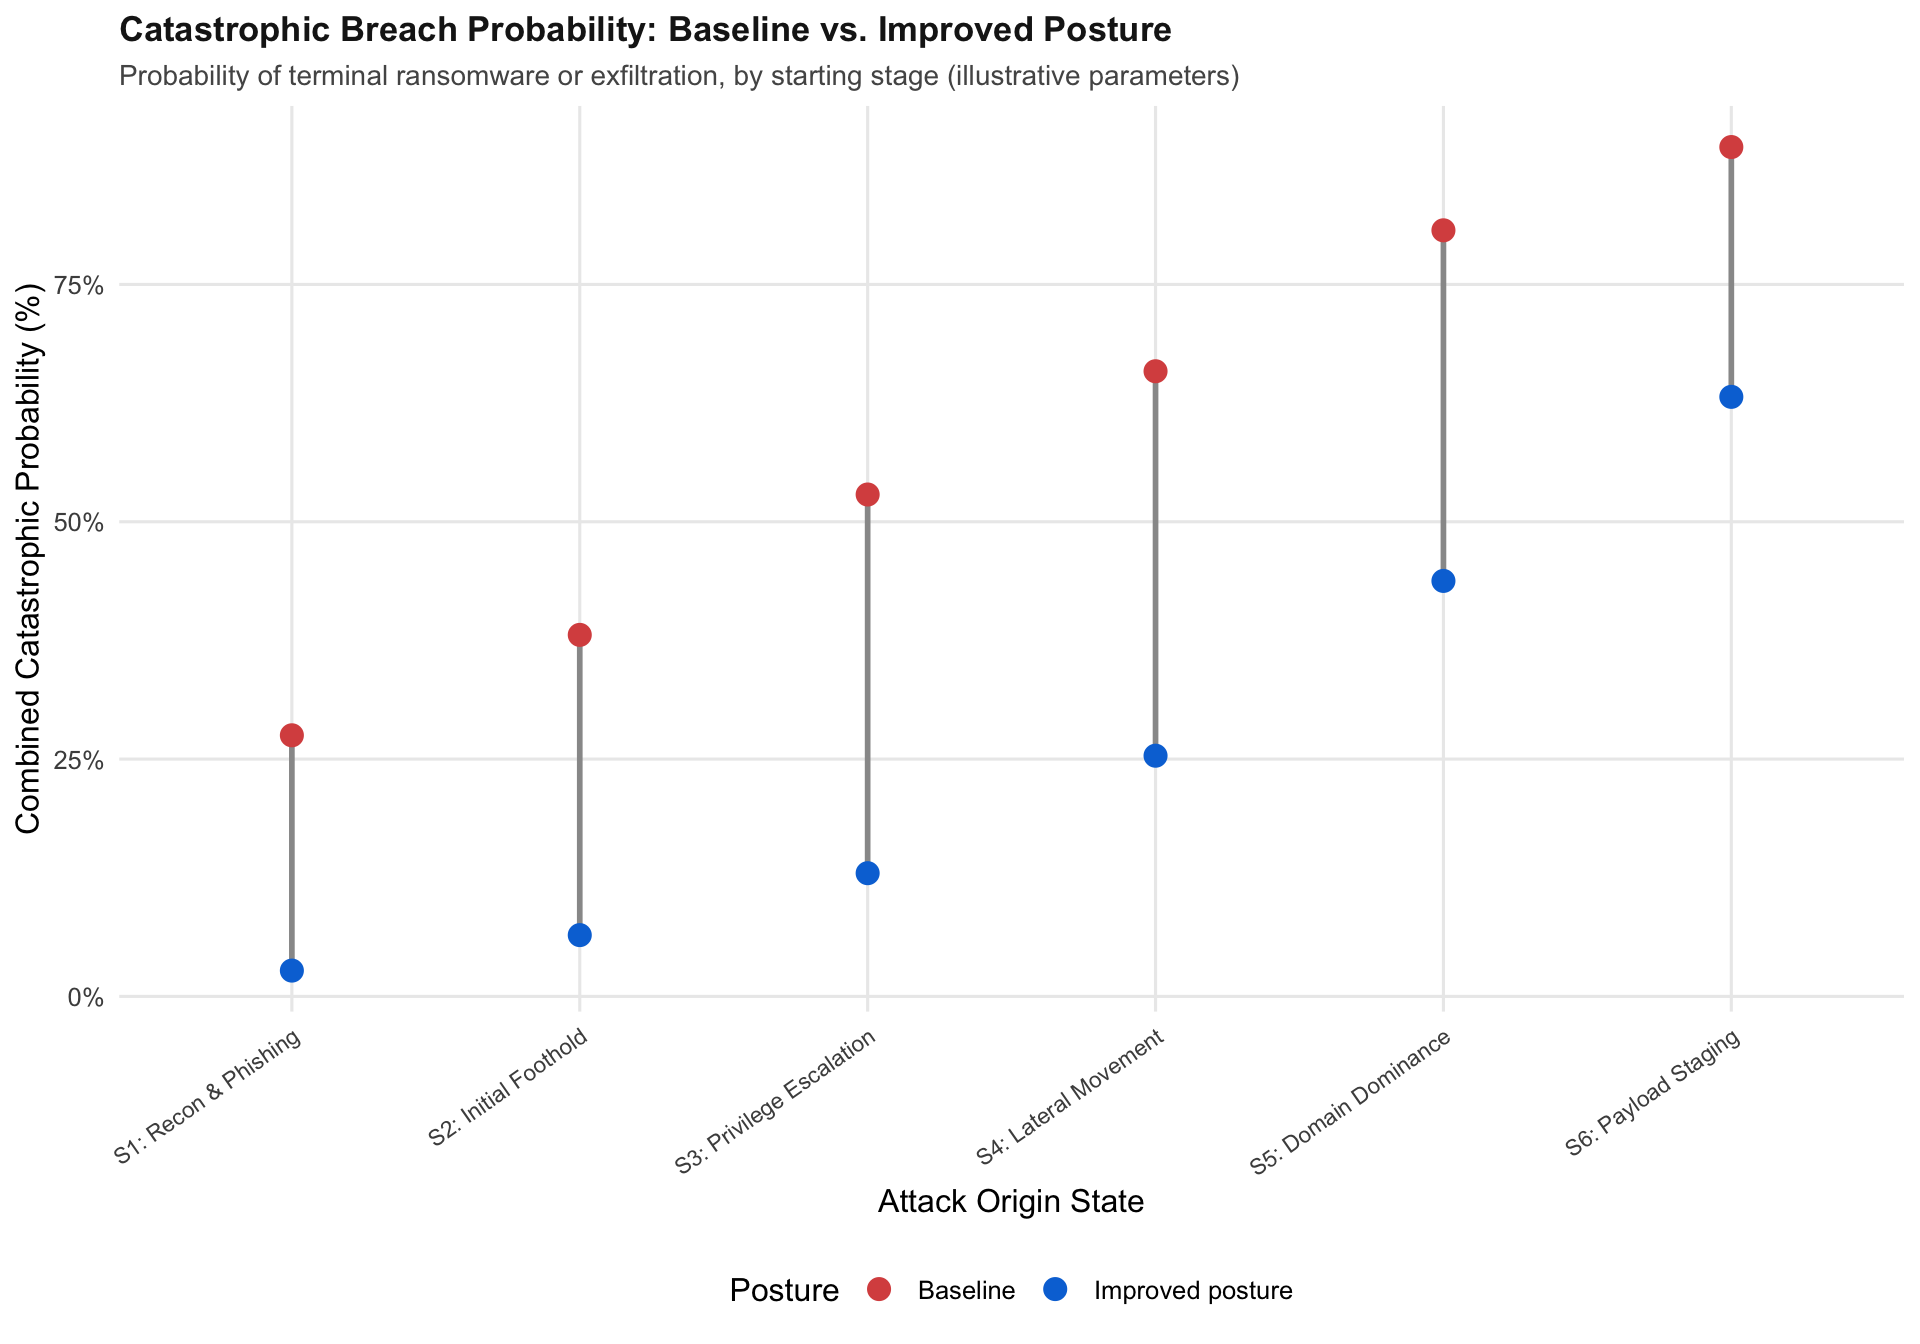 Catastrophic Breach Probability: Baseline vs. Improved Posture
Probability of terminal ransomware or exfiltration, by starting stage (illustrative parameters)
Combined Catastrophic Probability (%)
75%
50%
25%
0%
S1: Recon & Phishing
S2: Initial Foothold
S3: Privilege Escalation
S4: Lateral Movement
S5: Domain Dominance
S6: Payload Staging
Attack Origin State
Posture Baseline Improved posture